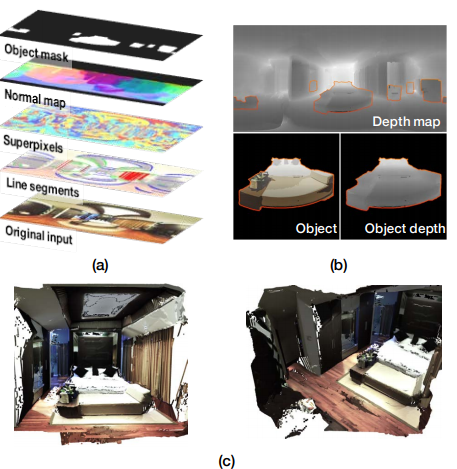 Object mask
Normal map
Superpixels
Line segments
Original input
(a)
Depth map
Object
Object depth
(b)
(c)